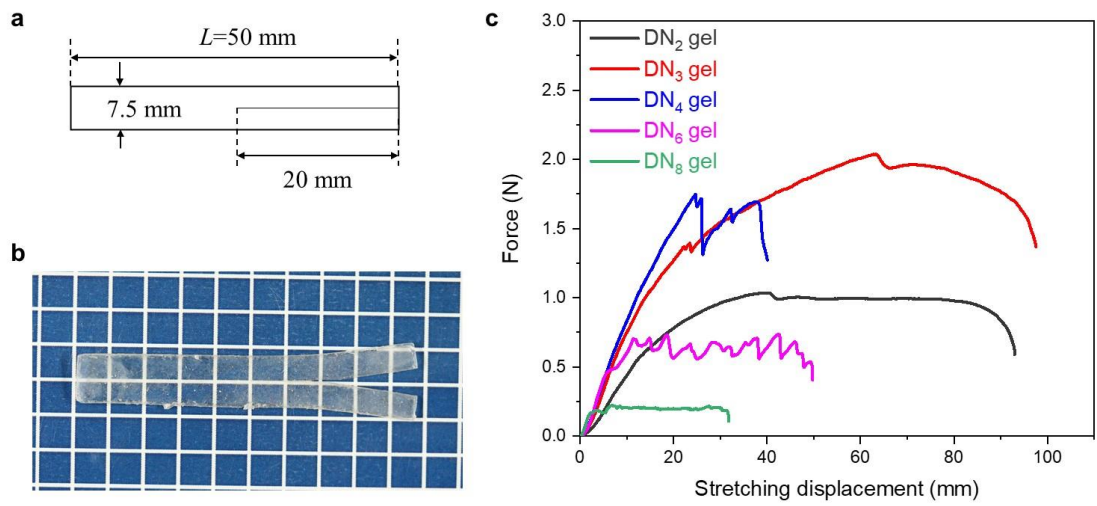 a
L=50 mm
7.5 mm
20 mm
b
c
3.0
2.5
2.0
1.5
1.0
0.5
0.0
Force (N)
DN₂ gel
DN₃ gel
DN₄ gel
DN₆ gel
DN₈ gel
0 20 40 60 80 100
Stretching displacement (mm)